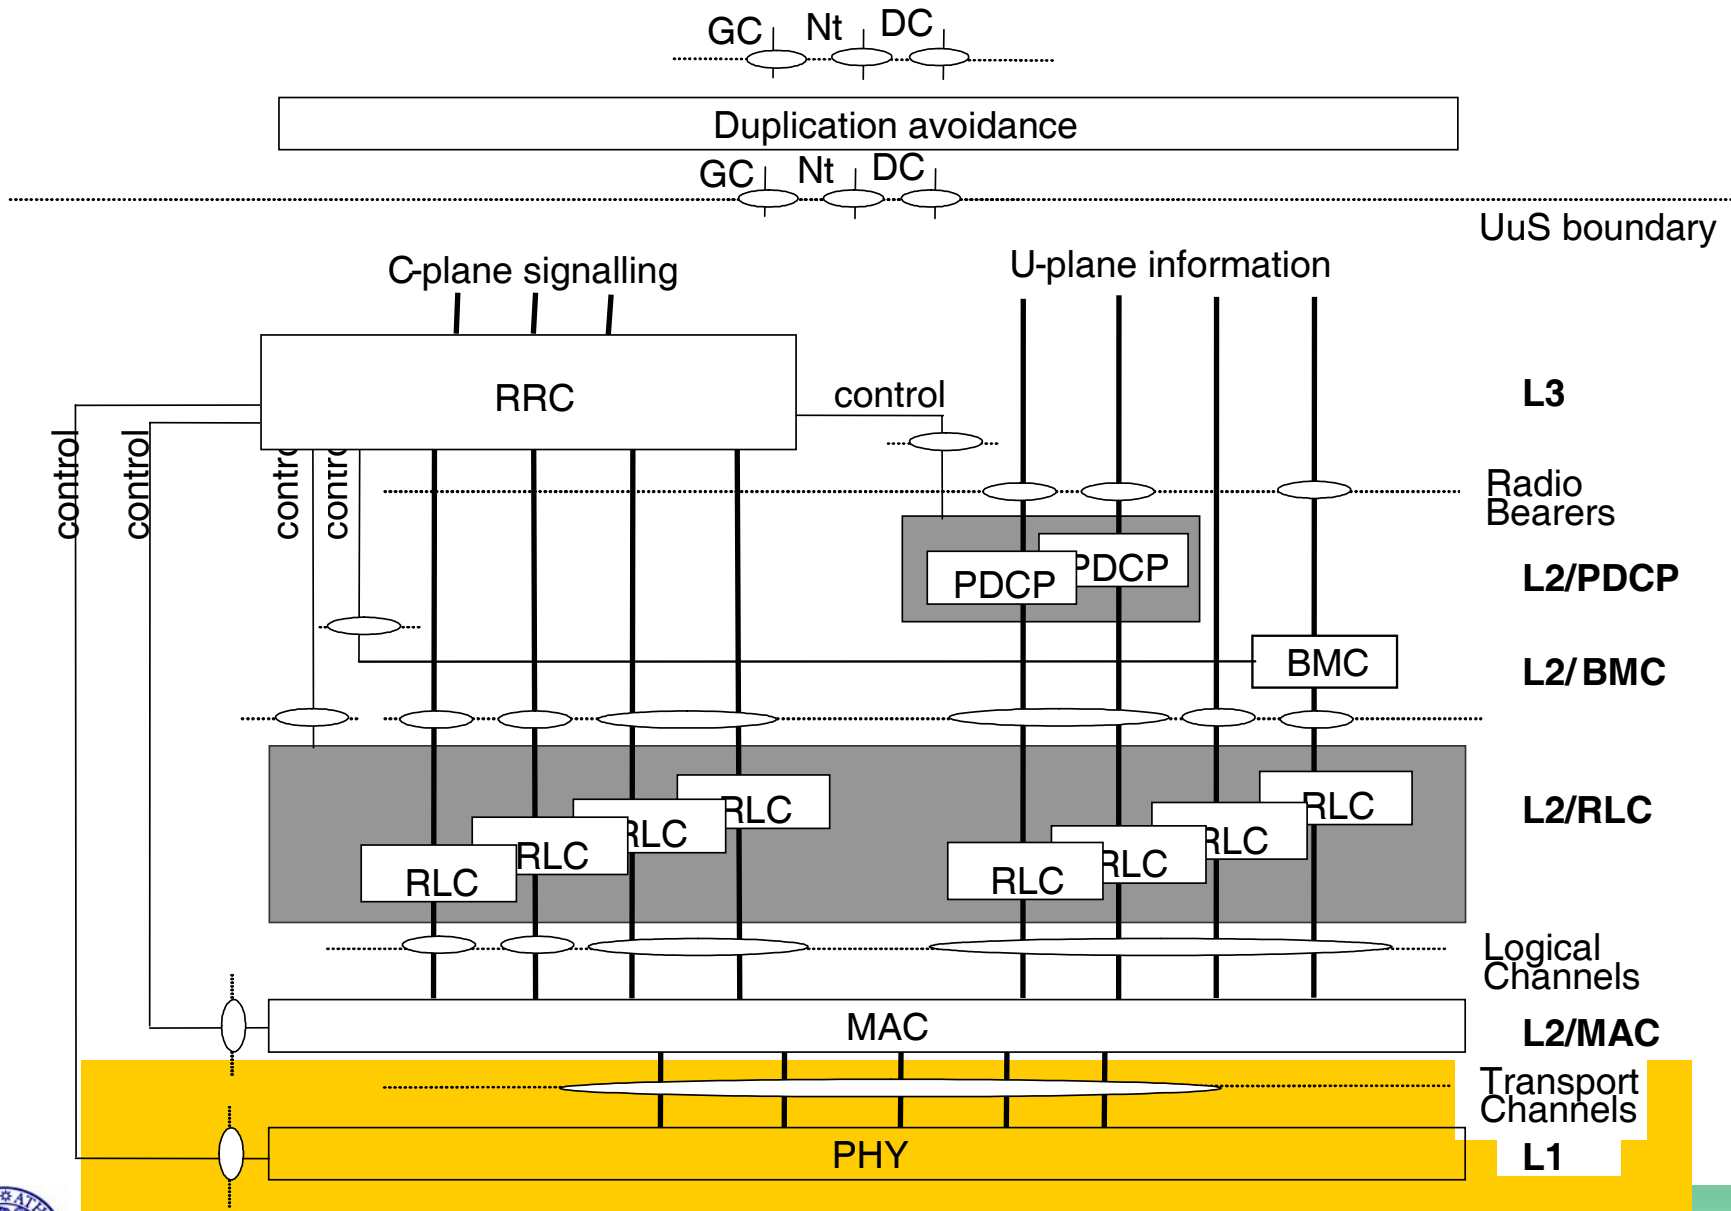 GC Nt DC
Duplication avoidance
GC Nt DC
UuS boundary
C-plane signalling
U-plane information
RRC
control
L3
control
control
contro
contro
Radio
Bearers
PDCP
PDCP
L2/PDCP
BMC
L2/BMC
RLC
RLC
RLC
RLC
RLC
RLC
RLC
RLC
L2/RLC
Logical
Channels
MAC
L2/MAC
Transport
Channels
PHY
L1